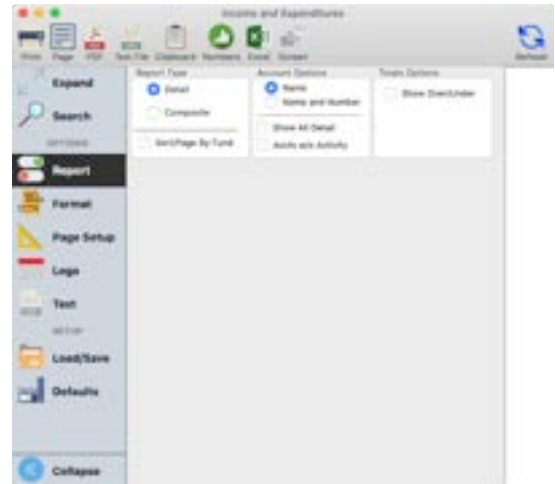 Income and Expenditures
Print Page PDF Text File Clipboard Numbers Excel Screen Refresh
Expand
Search
OPTIONS
Report
Format
Page Setup
Logo
Text
SETUP
Load/Save
Defaults
Collapse
Report Type
Detail
Composite
Sort/Page By Fund
Account Options
Name
Name and Number
Show All Detail
Accts w/o Activity
Totals Options
Show Over/Under